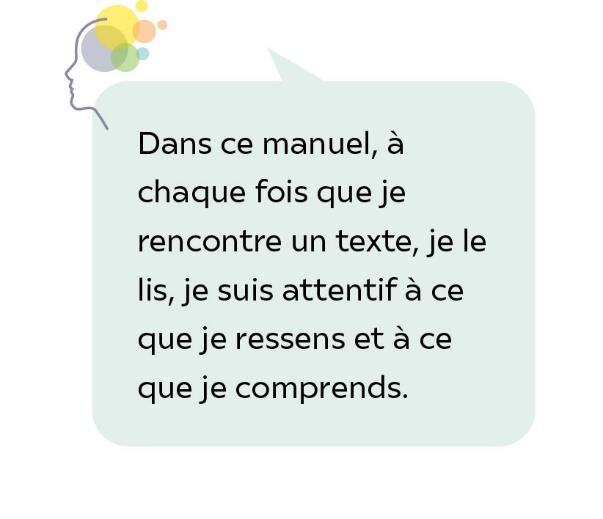 Dans ce manuel, à
chaque fois que je
rencontre un texte, je le
lis, je suis attentif à ce
que je ressens et à ce
que je comprends.